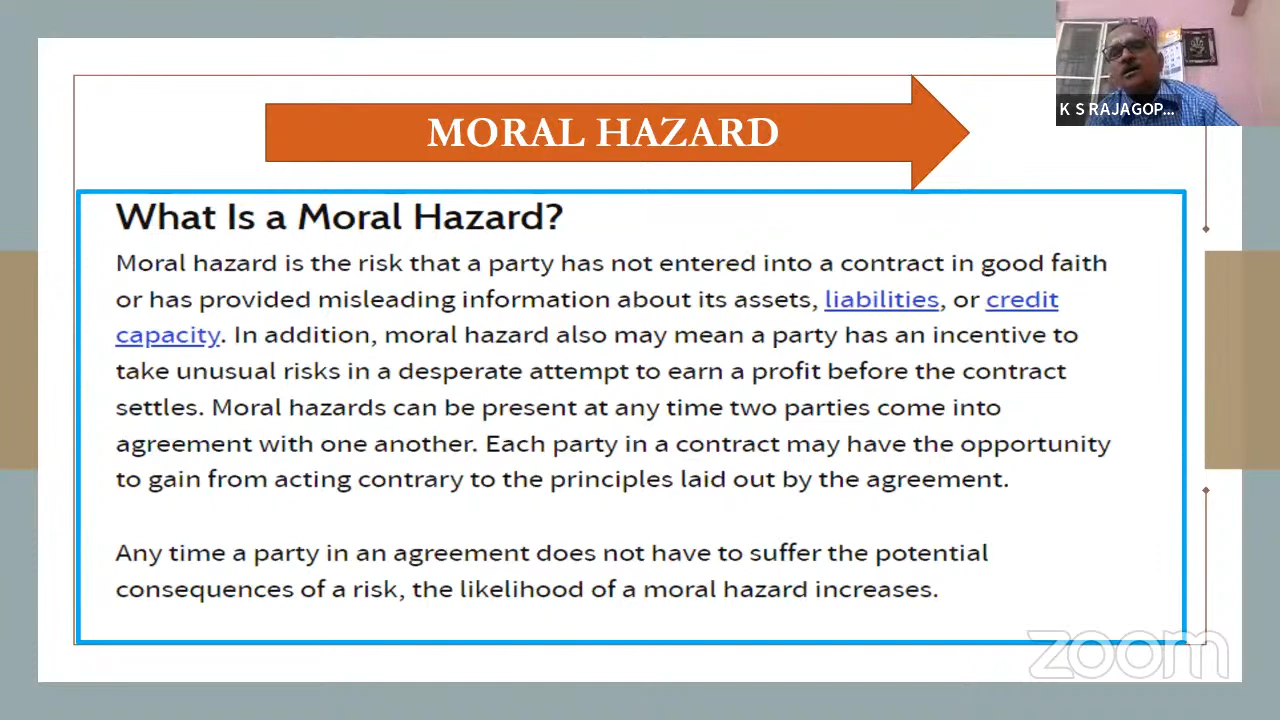 K S RAJAGOP...
MORAL HAZARD
What Is a Moral Hazard?
Moral hazard is the risk that a party has not entered into a contract in good faith
or has provided misleading information about its assets, liabilities, or credit
capacity. In addition, moral hazard also may mean a party has an incentive to
take unusual risks in a desperate attempt to earn a profit before the contract
settles. Moral hazards can be present at any time two parties come into
agreement with one another. Each party in a contract may have the opportunity
to gain from acting contrary to the principles laid out by the agreement.
Any time a party in an agreement does not have to suffer the potential
consequences of a risk, the likelihood of a moral hazard increases.
zoom